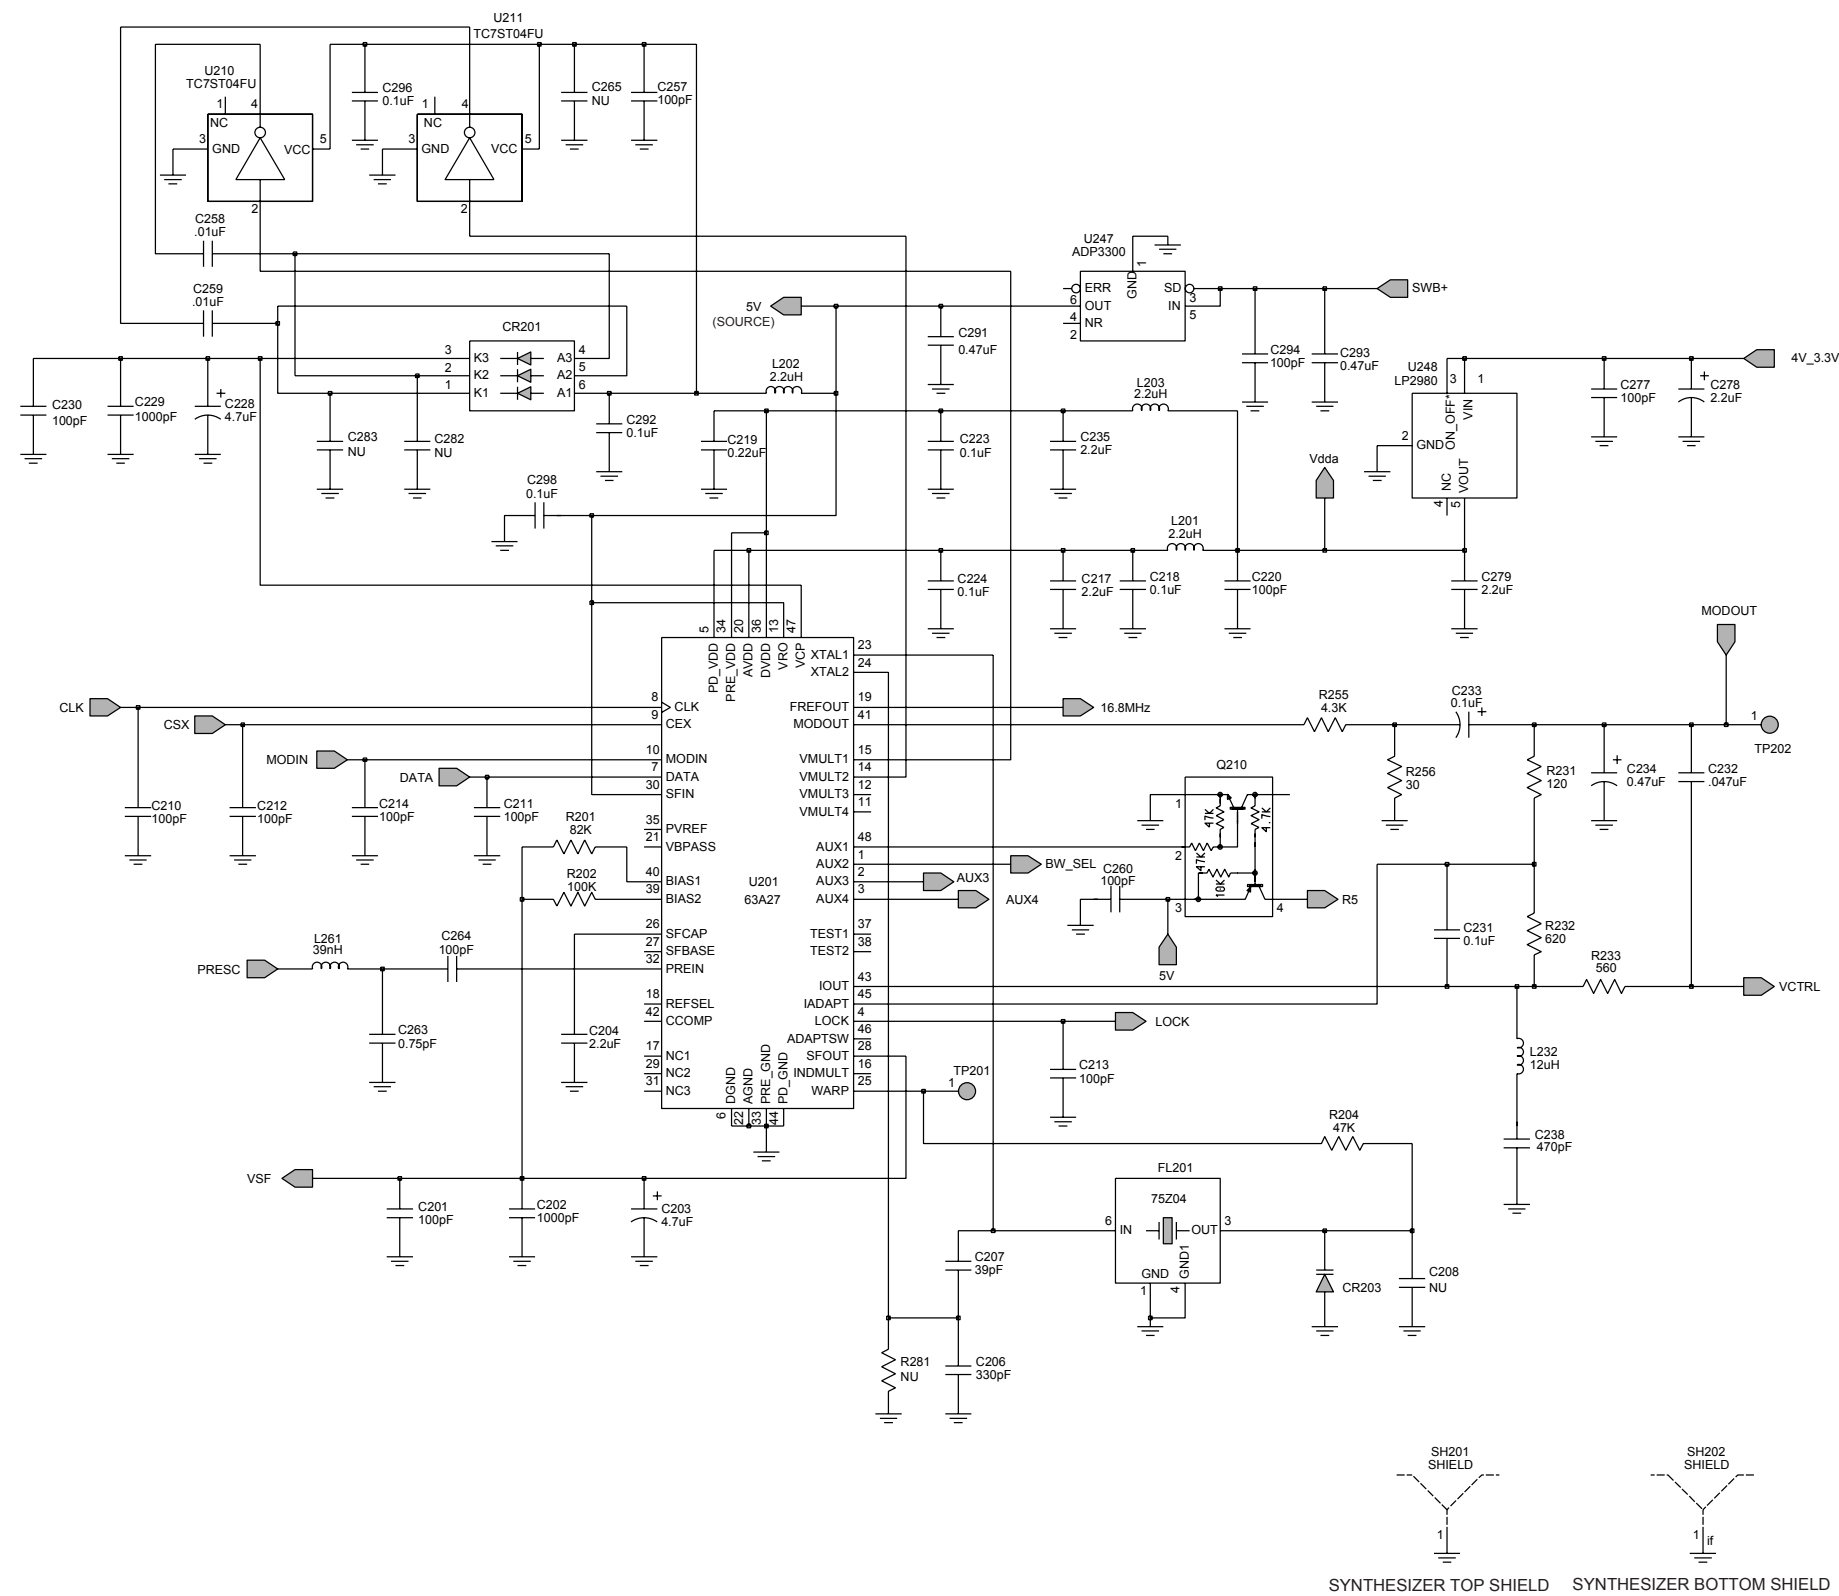 U211
TC7ST04FU
U210
TC7ST04FU
1
4
NC
3
GND
VCC
5
2
C296
0.1uF
1
4
NC
3
GND
VCC
5
2
C265
NU
C257
100pF
C258
.01uF
C259
.01uF
CR201
3
K3
A3
4
2
K2
A2
5
1
K1
A1
6
C230
100pF
C229
1000pF
C228
+
4.7uF
C283
NU
C282
NU
C292
0.1uF
L202
2.2uH
5V
(SOURCE)
U247
ADP3300
GND
1
ERR
SD
6
OUT
IN
3
4
NR
5
2
SWB+
C291
0.47uF
C294
100pF
C293
0.47uF
U248
LP2980
3
1
ON_OFF*
VIN
2
GND
NC
VOUT
4
5
4V_3.3V
C277
100pF
+
C278
2.2uF
L203
2.2uH
C219
0.22uF
C223
0.1uF
C235
2.2uF
Vdda
C298
0.1uF
L201
2.2uH
C224
0.1uF
C217
2.2uF
C218
0.1uF
C220
100pF
C279
2.2uF
MODOUT
5
34
20
36
13
47
PD_VDD
PRE_VDD
AVDD
DVDD
VRO
VCP
XTAL1
23
XTAL2
24
CLK
8
CLK
FREFOUT
19
16.8MHz
CSX
9
CEX
MODOUT
41
MODIN
10
MODIN
VMULT1
15
DATA
7
DATA
VMULT2
14
30
SFIN
VMULT3
12
VMULT4
11
35
PVREF
21
VBPASS
AUX1
48
AUX2
1
BW_SEL
40
BIAS1
U201
AUX3
2
AUX3
39
BIAS2
63A27
AUX4
3
AUX4
26
SFCAP
TEST1
37
27
SFBASE
TEST2
38
32
PREIN
IOUT
43
18
REFSEL
IADAPT
45
42
CCOMP
LOCK
4
LOCK
ADAPTSW
46
17
NC1
SFOUT
28
29
NC2
INDMULT
16
31
NC3
WARP
25
DGND
AGND
PRE_GND
PD_GND
6
22
33
44
C210
100pF
C212
100pF
C214
100pF
C211
100pF
R201
82K
R202
100K
PRESC
L261
39nH
C264
100pF
C263
0.75pF
C204
2.2uF
R255
4.3K
C233
0.1uF
+
1
TP202
R256
30
R231
120
+
C234
0.47uF
C232
.047uF
Q210
1
47K
4.7K
2
47K
10K
3
4
R5
C260
100pF
5V
C231
0.1uF
R232
620
R233
560
VCTRL
L232
12uH
C238
470pF
C213
100pF
TP201
1
R204
47K
VSF
C201
100pF
C202
1000pF
+
C203
4.7uF
FL201
75Z04
6
IN
OUT
3
GND
GND1
1
4
C207
39pF
CR203
C208
NU
R281
NU
C206
330pF
SH201
SHIELD
1
SYNTHESIZER TOP SHIELD
SH202
SHIELD
1
if
SYNTHESIZER BOTTOM SHIELD